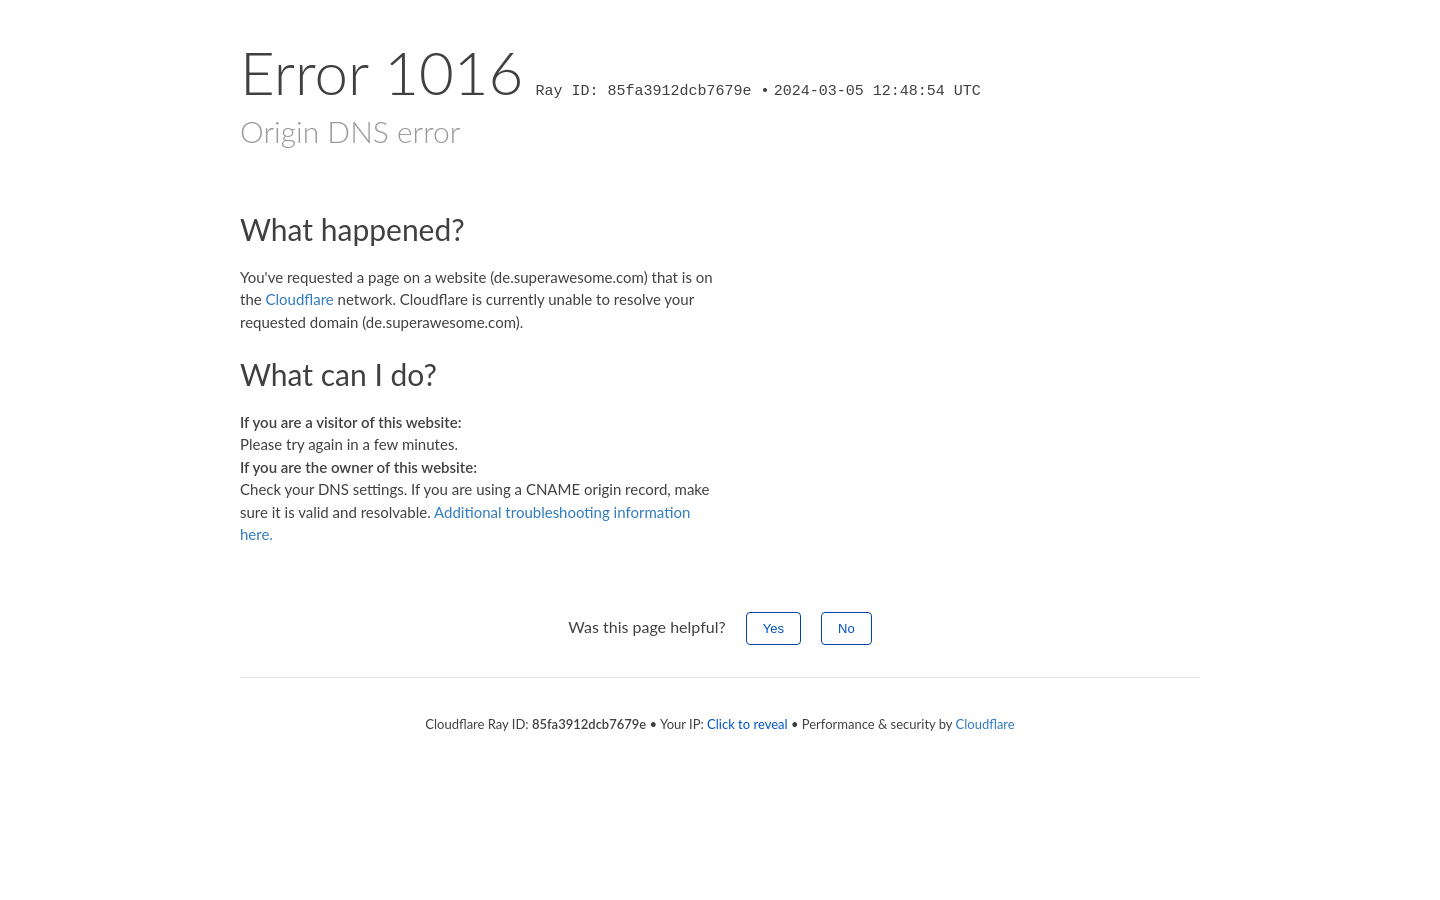 Error 1016 Ray ID: 85fa3912dcb7679e • 2024-03-05 12:48:54 UTC
Origin DNS error
What happened?
You've requested a page on a website (de.superawesome.com) that is on
the Cloudflare network. Cloudflare is currently unable to resolve your
requested domain (de.superawesome.com).
What can I do?
If you are a visitor of this website:
Please try again in a few minutes.
If you are the owner of this website:
Check your DNS settings. If you are using a CNAME origin record, make
sure it is valid and resolvable. Additional troubleshooting information
here.
Was this page helpful? Yes No
Cloudflare Ray ID: 85fa3912dcb7679e • Your IP: Click to reveal • Performance & security by Cloudflare